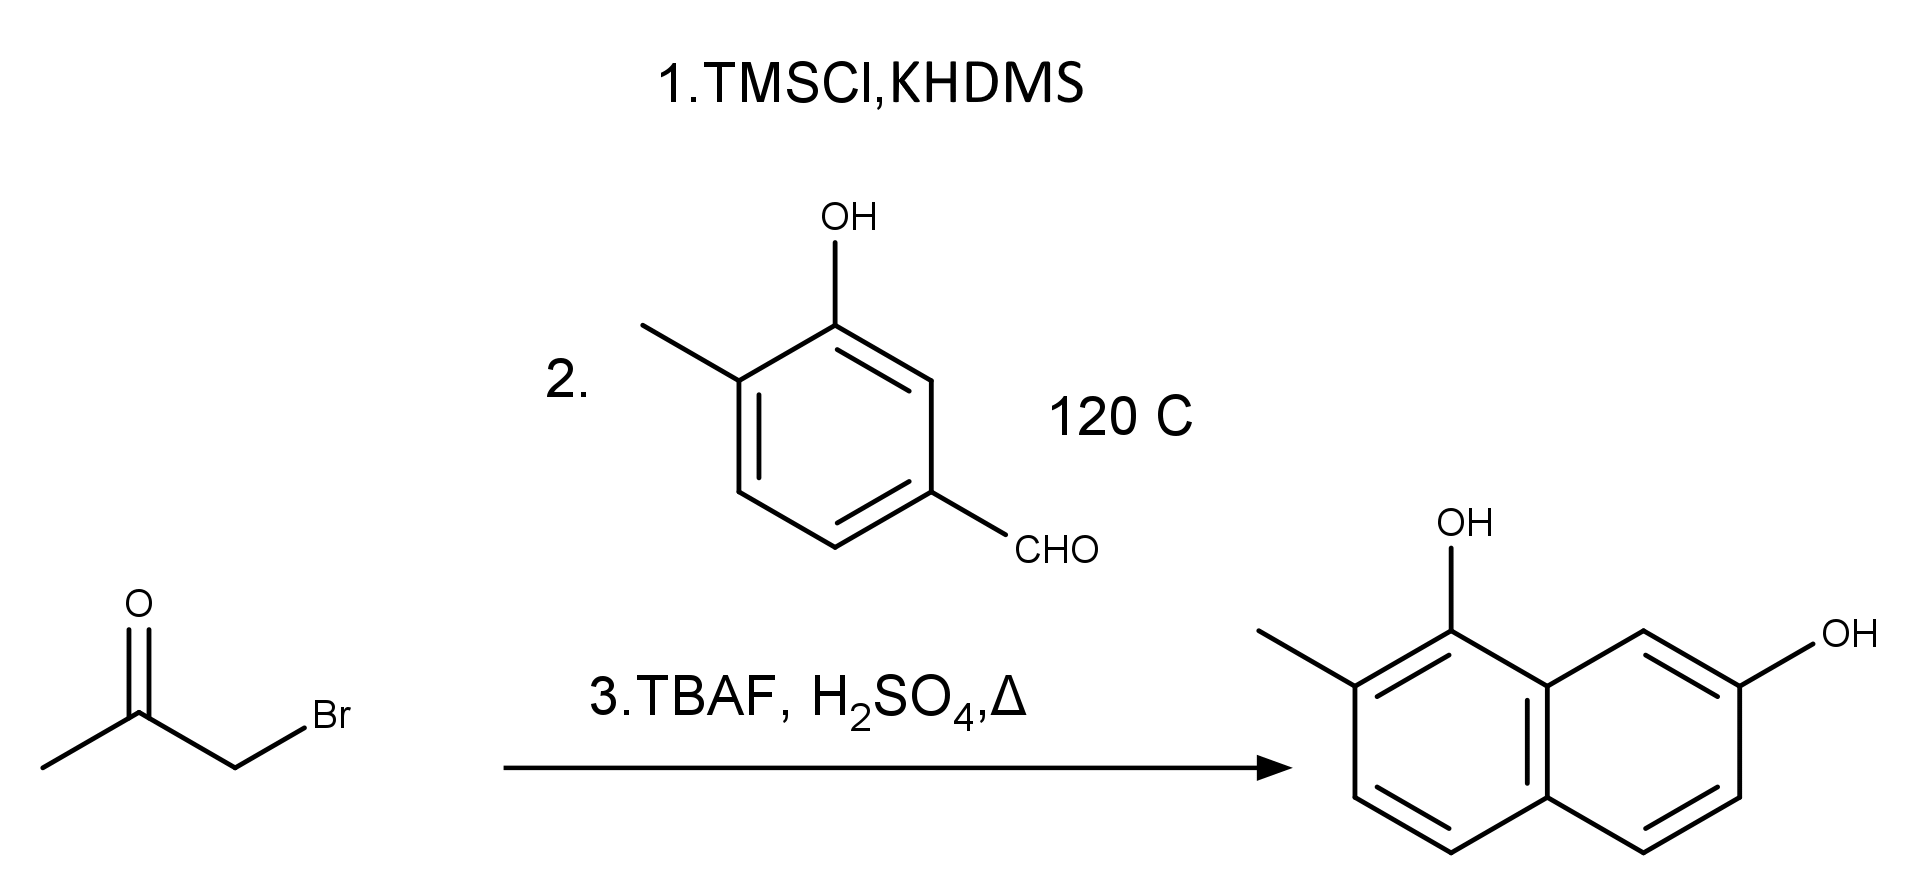 1.TMSCl,KHDMS
OH
2.
120 C
CHO
OH
O
OH
Br
3.TBAF, H₂SO₄,Δ